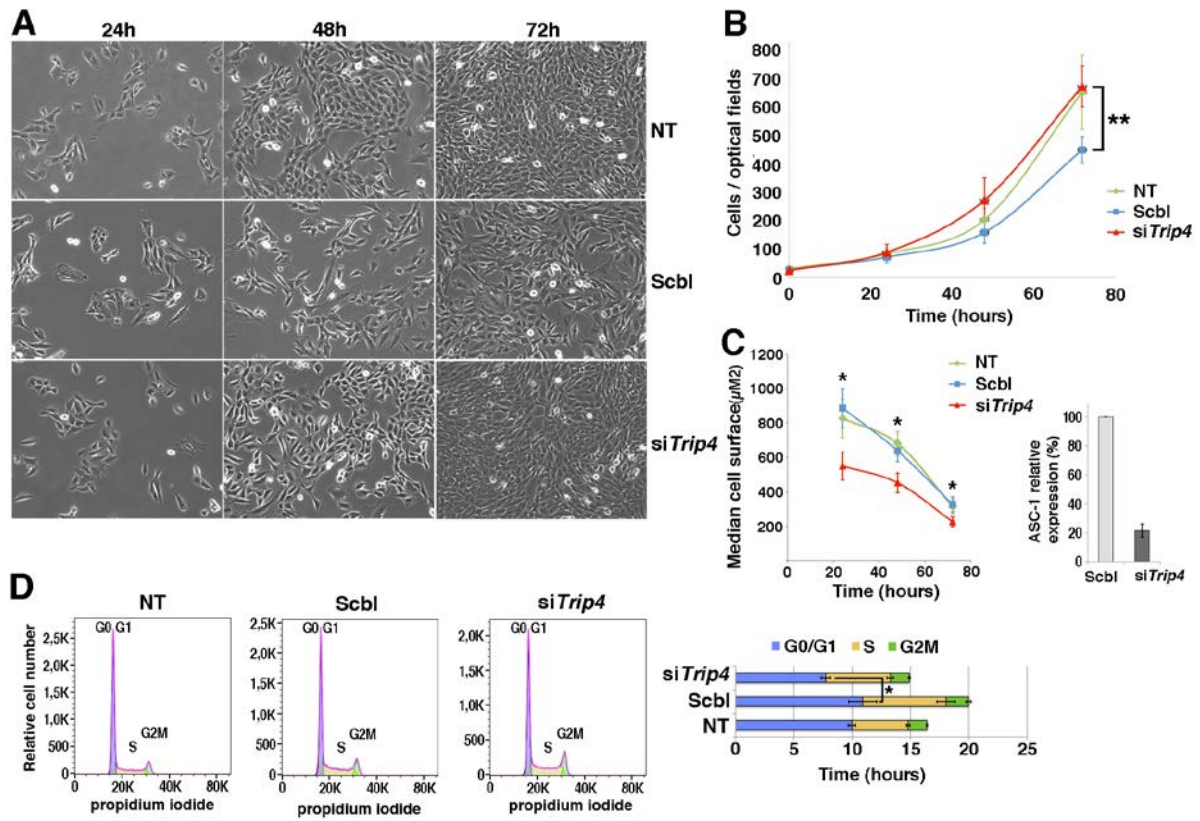 A
24h 48h 72h
NT
Scbl
siTrip4
B
Cells / optical fields
800
700
600
500
400
300
200
100
0
0 20 40 60 80
Time (hours)
**
NT
Scbl
siTrip4
C
Median cell surface(µM2)
1200
1000
800
600
400
200
0 20 40 60 80
Time (hours)
* * *
NT
Scbl
siTrip4
ASC-1 relative
expression (%)
100
80
60
40
20
0
Scbl siTrip4
D
NT Scbl siTrip4
Relative cell number
2,5K
2,0K
1,5K
1,0K
500
0
G0 G1
S
G2M
0 20K 40K 80K
propidium iodide
2,5K
2,0K
1,5K
1,0K
500
0
G0 G1
S
G2M
0 20K 40K 80K
propidium iodide
2,0K
1,5K
1,0K
500
0
G0 G1
S
G2M
0 20K 40K 80K
propidium iodide
G0/G1 S G2M
siTrip4
Scbl
NT
*
0 5 10 15 20 25
Time (hours)